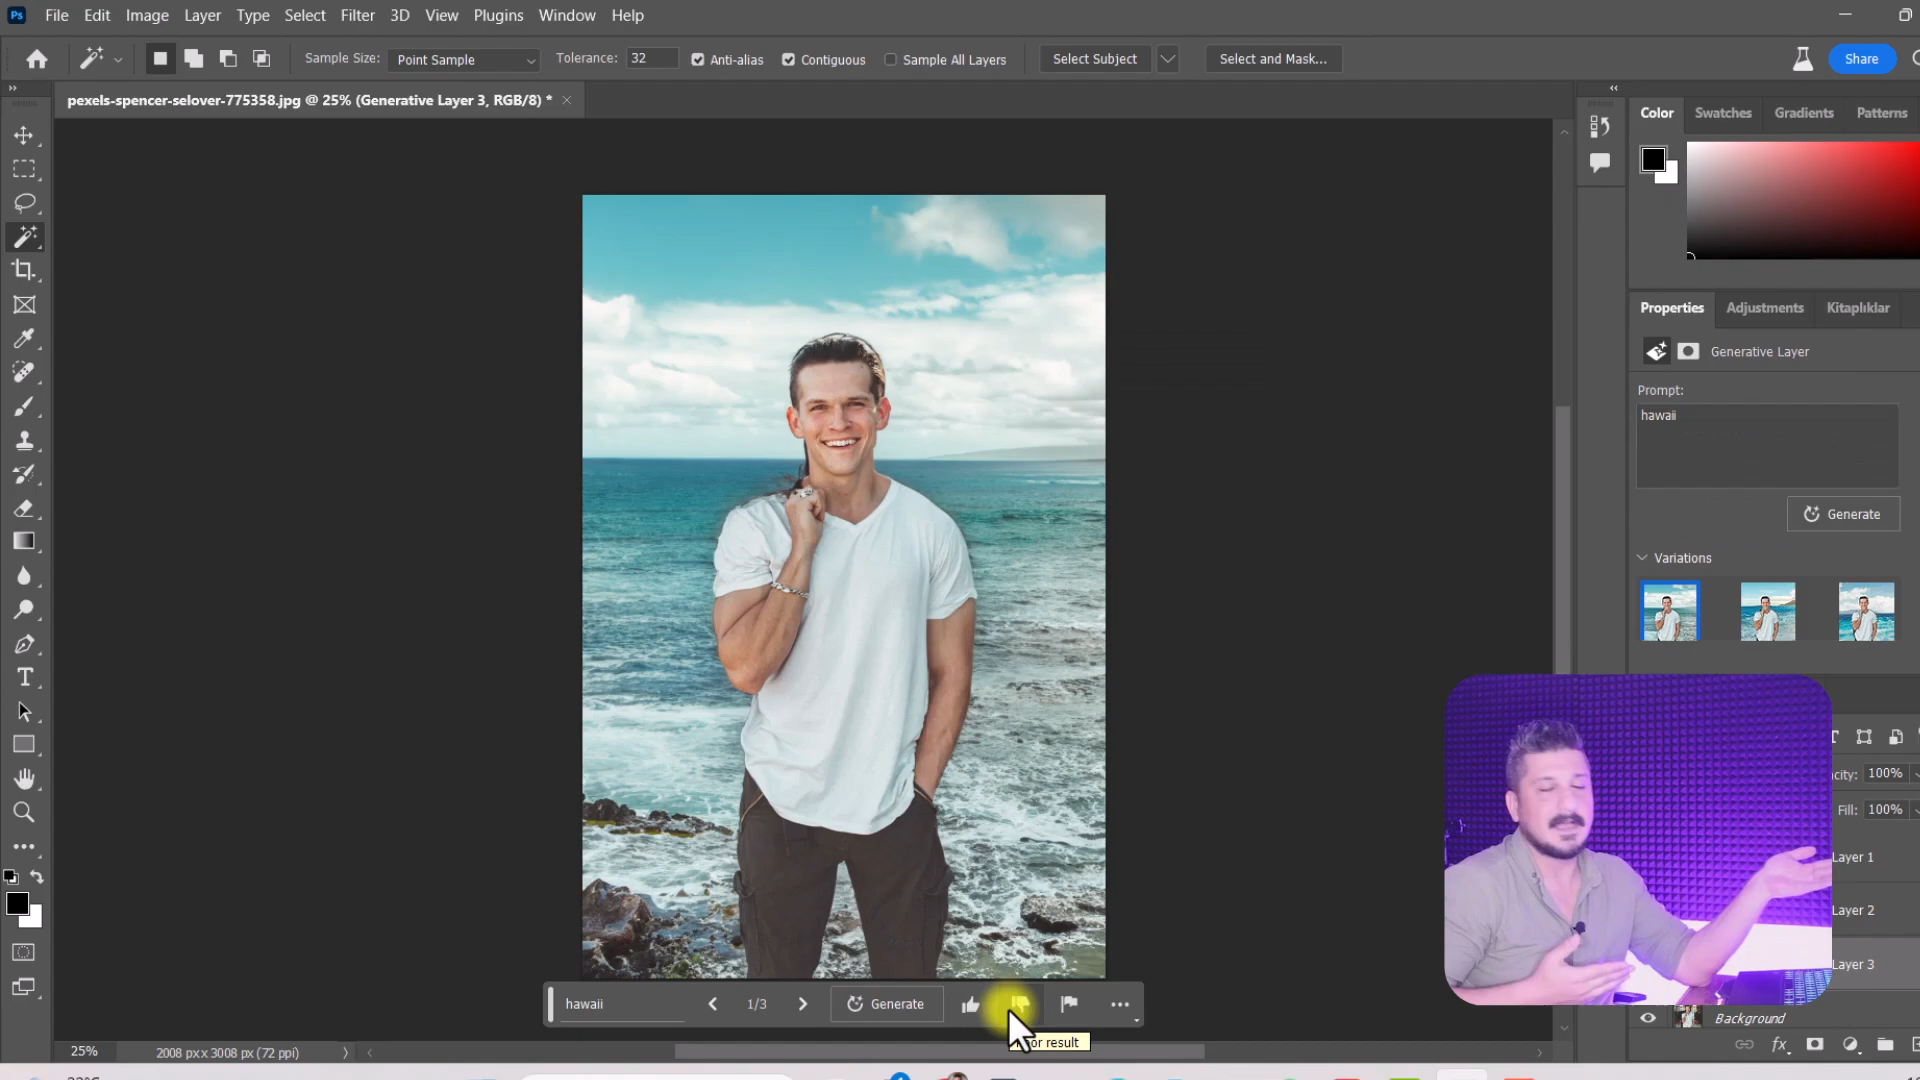 Ps File Edit Image Layer Type Select Filter 3D View Plugins Window Help
Sample Size: Point Sample Tolerance: 32 Anti-alias Contiguous Sample All Layers Select Subject Select and Mask... Share
pexels-spencer-selover-775358.jpg @ 25% (Generative Layer 3, RGB/8) *
Color Swatches Gradients Patterns
Properties Adjustments Kitaplıklar
Generative Layer
Prompt:
hawaii
Generate
Variations
100%
Fill: 100%
Layer 1
Layer 2
Layer 3
Background
hawaii 1/3 Generate
result
25% 2008 px x 3008 px (72 ppi)